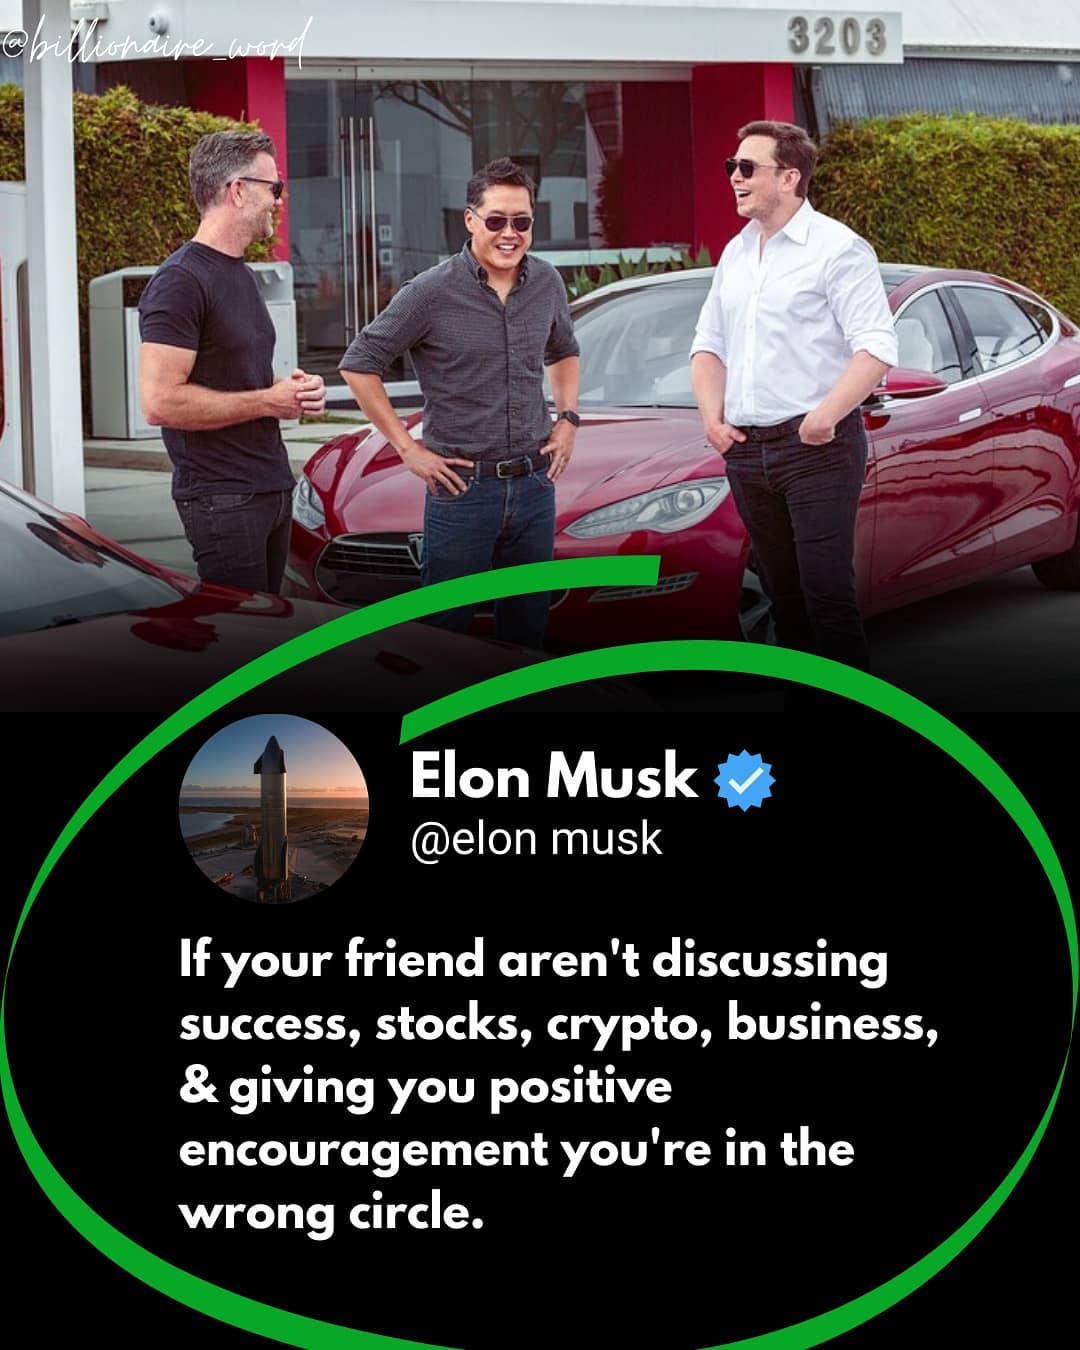 @billionaire_word
3203
Elon Musk
@elon musk
If your friend aren't discussing
success, stocks, crypto, business,
& giving you positive
encouragement you're in the
wrong circle.